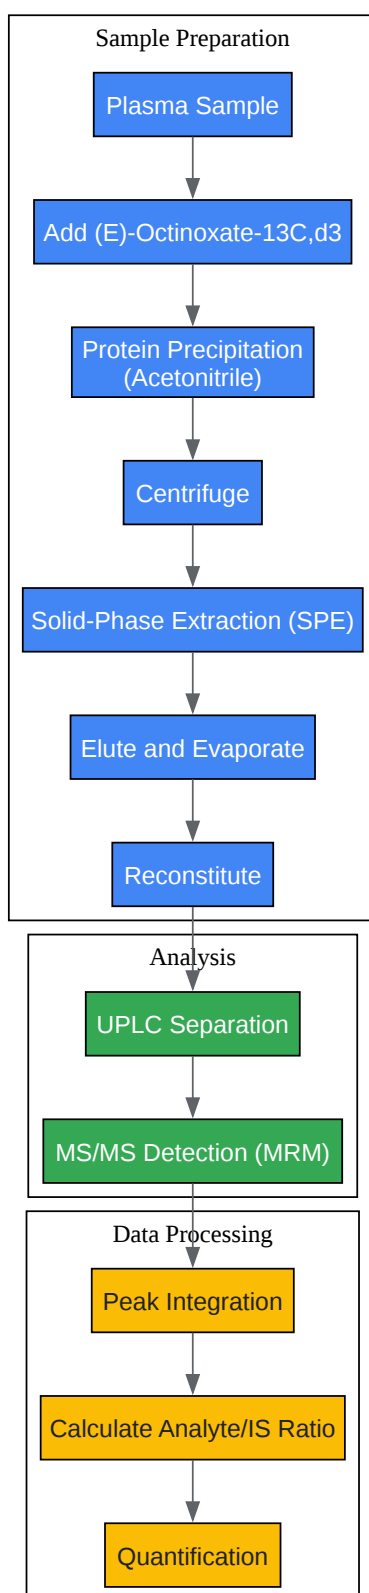 Sample Preparation
Plasma Sample
Add (E)-Octinoxate-13C,d3
Protein Precipitation
(Acetonitrile)
Centrifuge
Solid-Phase Extraction (SPE)
Elute and Evaporate
Reconstitute
Analysis
UPLC Separation
MS/MS Detection (MRM)
Data Processing
Peak Integration
Calculate Analyte/IS Ratio
Quantification